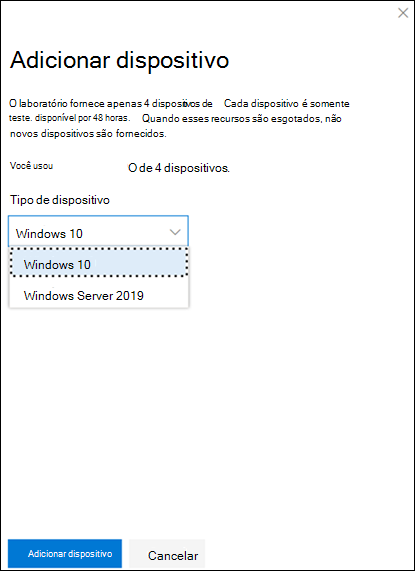 Adicionar dispositivo
O laboratório fornece apenas 4 dispositivos de Cada dispositivo é somente
teste. disponível por 48 horas. Quando esses recursos são esgotados, não
novos dispositivos são fornecidos.
Você usou O de 4 dispositivos.
Tipo de dispositivo
Windows 10
Windows 10
Windows Server 2019
Adicionar dispositivo Cancelar